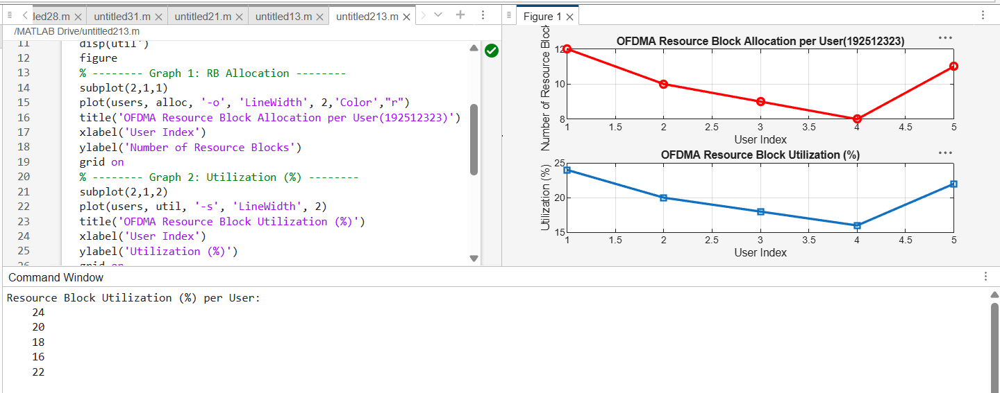 led28.m
untitled31.m
untitled21.m
untitled13.m
untitled213.m
/MATLAB Drive/untitled213.m
11 disp(util')
12 figure
13 % -------- Graph 1: RB Allocation --------
14 subplot(2,1,1)
15 plot(users, alloc, '-o', 'LineWidth', 2,'Color',"r")
16 title('OFDMA Resource Block Allocation per User(192512323)')
17 xlabel('User Index')
18 ylabel('Number of Resource Blocks')
19 grid on
20 % -------- Graph 2: Utilization (%) --------
21 subplot(2,1,2)
22 plot(users, util, '-s', 'LineWidth', 2)
23 title('OFDMA Resource Block Utilization (%)')
24 xlabel('User Index')
25 ylabel('Utilization (%)')
26 grid on
Figure 1
OFDMA Resource Block Allocation per User(192512323)
Number of Resource Block
12
10
8
1 1.5 2 2.5 3 3.5 4 4.5 5
User Index
OFDMA Resource Block Utilization (%)
Utilization (%)
25
20
15
1 1.5 2 2.5 3 3.5 4 4.5 5
User Index
Command Window
Resource Block Utilization (%) per User:
24
20
18
16
22